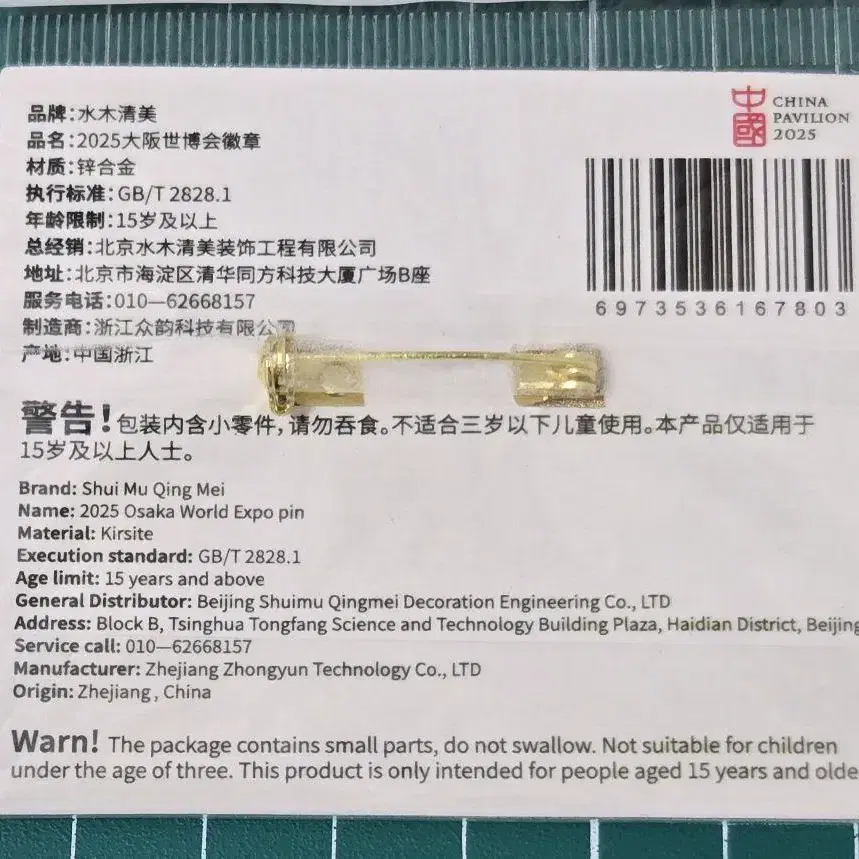 中國
CHINA
PAVILION
2025
品牌:水木清美
品名:2025大阪世博会徽章
材质:锌合金
执行标准:GB/T 2828.1
年龄限制:15岁及以上
总经销:北京水木清美装饰工程有限公司
地址:北京市海淀区清华同方科技大厦广场B座
服务电话:010—62668157
制造商:浙江众韵科技有限公司
产地:中国浙江
6973536167803
警告!包装内含小零件,请勿吞食。不适合三岁以下儿童使用。本产品仅适用于
15岁及以上人士。
Brand: Shui Mu Qing Mei
Name: 2025 Osaka World Expo pin
Material: Kirsite
Execution standard: GB/T 2828.1
Age limit: 15 years and above
General Distributor: Beijing Shuimu Qingmei Decoration Engineering Co., LTD
Address: Block B, Tsinghua Tongfang Science and Technology Building Plaza, Haidian District, Beijing
Service call: 010—62668157
Manufacturer: Zhejiang Zhongyun Technology Co., LTD
Origin: Zhejiang, China
Warn! The package contains small parts, do not swallow. Not suitable for children
under the age of three. This product is only intended for people aged 15 years and olde